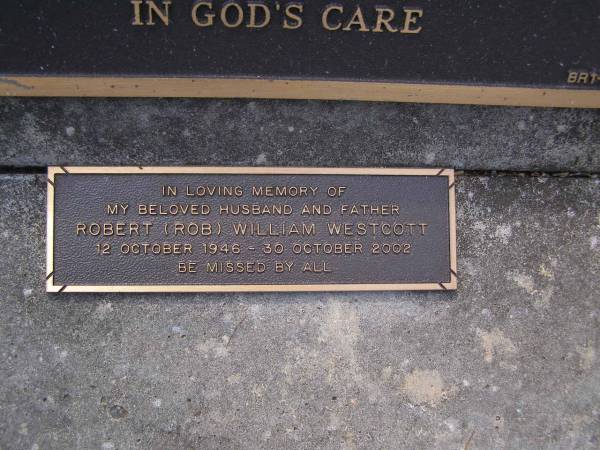 IN GOD'S CARE
BRT
IN LOVING MEMORY OF
MY BELOVED HUSBAND AND FATHER
ROBERT (ROB) WILLIAM WESTCOTT
12 OCTOBER 1946 - 30 OCTOBER 2002
BE MISSED BY ALL